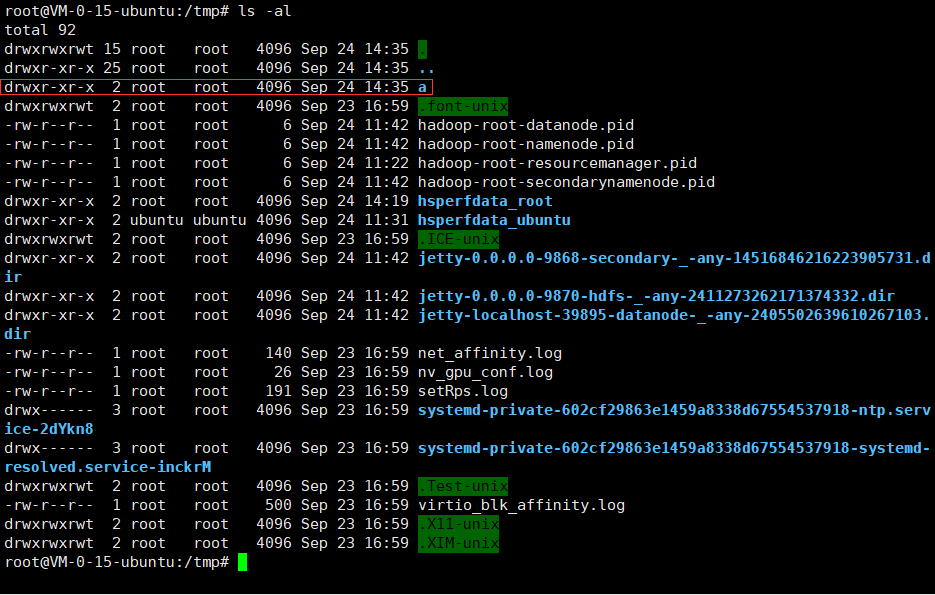 root@VM-0-15-ubuntu:/tmp# ls -al
total 92
drwxrwxrwt 15 root   root   4096 Sep 24 14:35 .
drwxr-xr-x 25 root   root   4096 Sep 24 14:35 ..
drwxr-xr-x  2 root   root   4096 Sep 24 14:35 a
drwxrwxrwt  2 root   root   4096 Sep 23 16:59 .font-unix
-rw-r--r--  1 root   root      6 Sep 24 11:42 hadoop-root-datanode.pid
-rw-r--r--  1 root   root      6 Sep 24 11:42 hadoop-root-namenode.pid
-rw-r--r--  1 root   root      6 Sep 24 11:22 hadoop-root-resourcemanager.pid
-rw-r--r--  1 root   root      6 Sep 24 11:42 hadoop-root-secondarynamenode.pid
drwxr-xr-x  2 root   root   4096 Sep 24 14:19 hsperfdata_root
drwxr-xr-x  2 ubuntu ubuntu 4096 Sep 24 11:31 hsperfdata_ubuntu
drwxrwxrwt  2 root   root   4096 Sep 23 16:59 .ICE-unix
drwxr-xr-x  2 root   root   4096 Sep 24 11:42 jetty-0.0.0.0-9868-secondary-_-any-14516846216223905731.d
ir
drwxr-xr-x  2 root   root   4096 Sep 24 11:42 jetty-0.0.0.0-9870-hdfs-_-any-2411273262171374332.dir
drwxr-xr-x  2 root   root   4096 Sep 24 11:42 jetty-localhost-39895-datanode-_-any-2405502639610267103.
dir
-rw-r--r--  1 root   root    140 Sep 23 16:59 net_affinity.log
-rw-r--r--  1 root   root     26 Sep 23 16:59 nv_gpu_conf.log
-rw-r--r--  1 root   root    191 Sep 23 16:59 setRps.log
drwx------  3 root   root   4096 Sep 23 16:59 systemd-private-602cf29863e1459a8338d67554537918-ntp.serv
ice-2dYkn8
drwx------  3 root   root   4096 Sep 23 16:59 systemd-private-602cf29863e1459a8338d67554537918-systemd-
resolved.service-inckrM
drwxrwxrwt  2 root   root   4096 Sep 23 16:59 .Test-unix
-rw-r--r--  1 root   root    500 Sep 23 16:59 virtio_blk_affinity.log
drwxrwxrwt  2 root   root   4096 Sep 23 16:59 .X11-unix
drwxrwxrwt  2 root   root   4096 Sep 23 16:59 .XIM-unix
root@VM-0-15-ubuntu:/tmp#